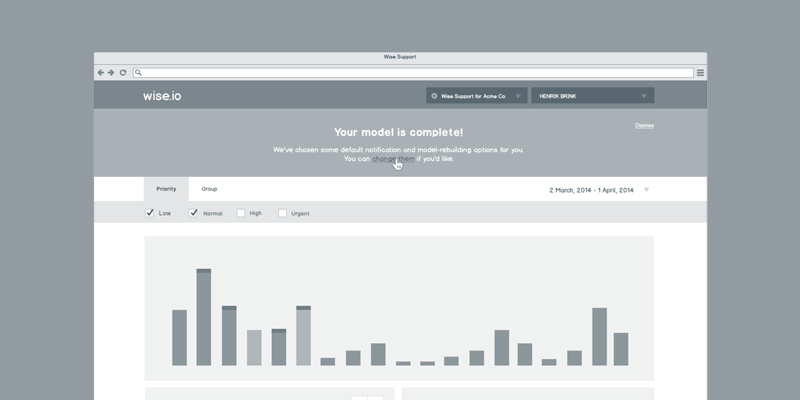 Wise Support
wise.io
Wise Support for Acme Co.
HENRIK BRINK
Dismiss
Your model is complete!
We've chosen some default notification and model-rebuilding options for you.
You can change them if you'd like.
Priority
Group
2 March, 2014 - 1 April, 2014
Low
Normal
High
Urgent